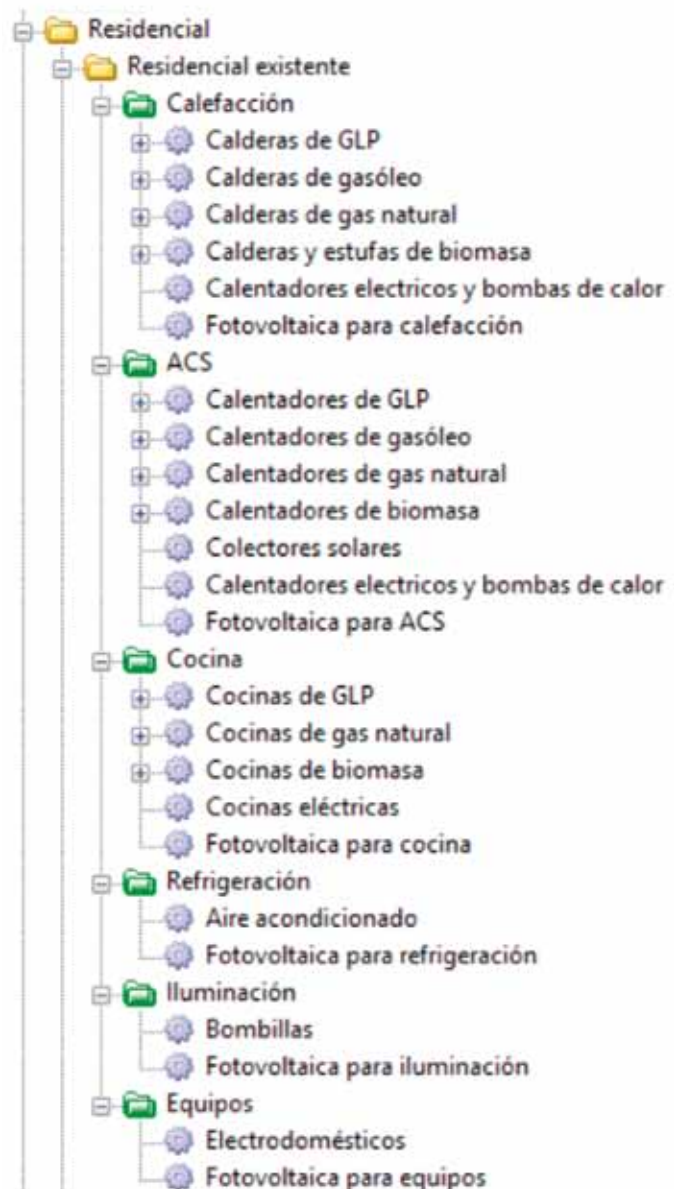 Residencial
Residencial existente
Calefacción
Calderas de GLP
Calderas de gasóleo
Calderas de gas natural
Calderas y estufas de biomasa
Calentadores electricos y bombas de calor
Fotovoltaica para calefacción
ACS
Calentadores de GLP
Calentadores de gasóleo
Calentadores de gas natural
Calentadores de biomasa
Colectores solares
Calentadores electricos y bombas de calor
Fotovoltaica para ACS
Cocina
Cocinas de GLP
Cocinas de gas natural
Cocinas de biomasa
Cocinas eléctricas
Fotovoltaica para cocina
Refrigeración
Aire acondicionado
Fotovoltaica para refrigeración
Iluminación
Bombillas
Fotovoltaica para iluminación
Equipos
Electrodomésticos
Fotovoltaica para equipos